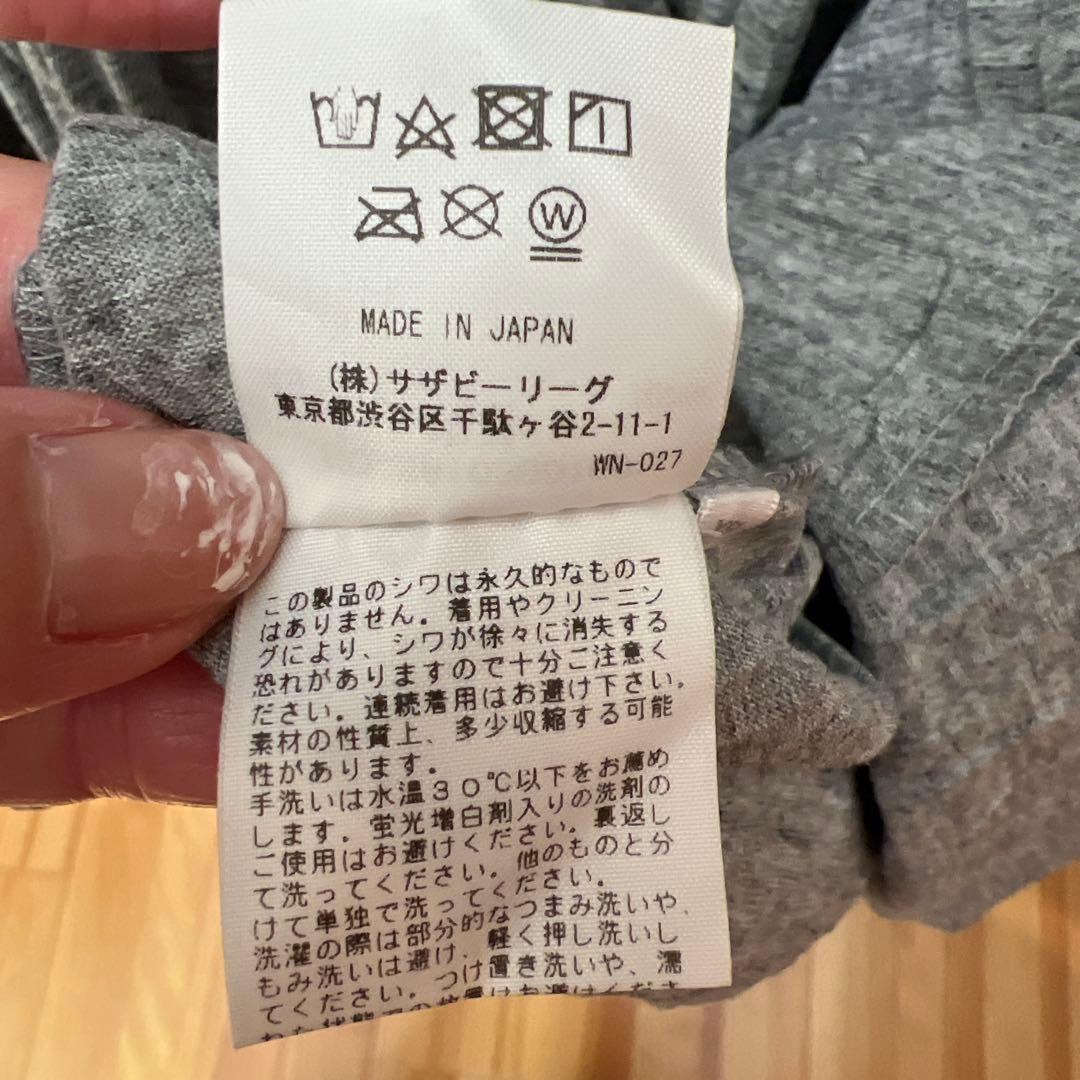 W
MADE IN JAPAN
(株)サザビーリーグ
東京都渋谷区千駄ヶ谷2-11-1
WN-027
この製品のシワは永久的なもので
はありません。着用やクリーニン
グにより、シワが徐々に消失する
恐れがありますので十分ご注意く
ださい。連続着用はお避け下さい。
素材の性質上、多少収縮する可能
性があります。
手洗いは水温30℃以下をお薦め
します。蛍光増白剤入りの洗剤の
ご使用はお避けください。裏返し
て洗ってください。他のものと分
けて単独で洗ってください。
洗濯の際は部分的なつまみ洗いや、
もみ洗いは避け、軽く押し洗いし
てください。つけ置き洗いや、濡